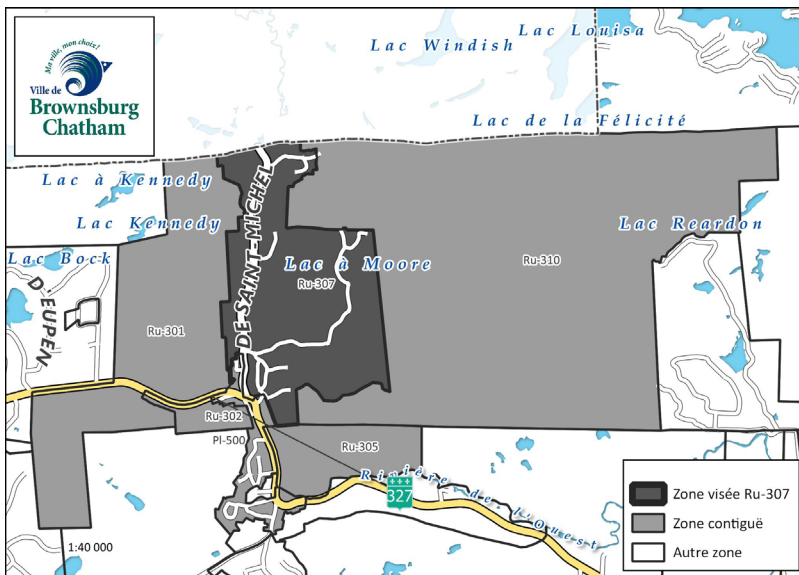 Ma ville, mon choix!
Ville de
Brownsburg
Chatham
Lac Windish
Lac Louisa
Lac de la Félicité
Lac à Kennedy
Lac Kennedy
Lac Reardon
Lac Bock
Lac à Moore
Ru-310
Ru-307
D'EUPEN
DE SAINT-MICHEL
Ru-301
Ru-302
Pl-500
Ru-305
Rivière de l'Ouest
327
Zone visée Ru-307
Zone contiguë
Autre zone
1:40 000